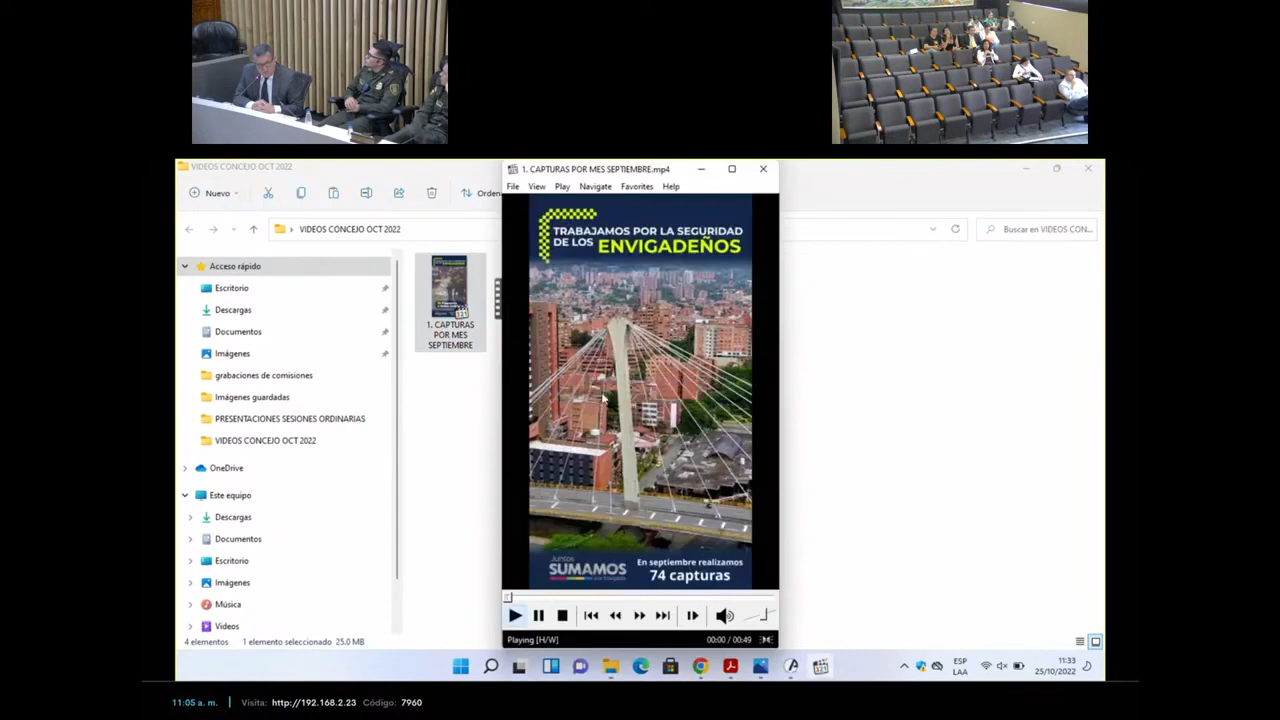 VIDEOS CONCEJO OCT 2022
Nuevo
Orden
VIDEOS CONCEJO OCT 2022
Buscar en VIDEOS CON...
Acceso rápido
Escritorio
Descargas
Documentos
Imágenes
grabaciones de comisiones
Imágenes guardadas
PRESENTACIONES SESIONES ORDINARIAS
VIDEOS CONCEJO OCT 2022
OneDrive
Este equipo
Descargas
Documentos
Escritorio
Imágenes
Música
Videos
4 elementos
1 elemento seleccionado 25.0 MB
1. CAPTURAS
POR MES
SEPTIEMBRE
1. CAPTURAS POR MES SEPTIEMBRE.mp4
File View Play Navigate Favorites Help
TRABAJAMOS POR LA SEGURIDAD
DE LOS ENVIGADEÑOS
Juntos
SUMAMOS
En septiembre realizamos
74 capturas
Playing [H/W]
00:00 / 00:49
ESP
LAA
11:33
25/10/2022
11:05 a. m. Visita: http://192.168.2.23 Código: 7960